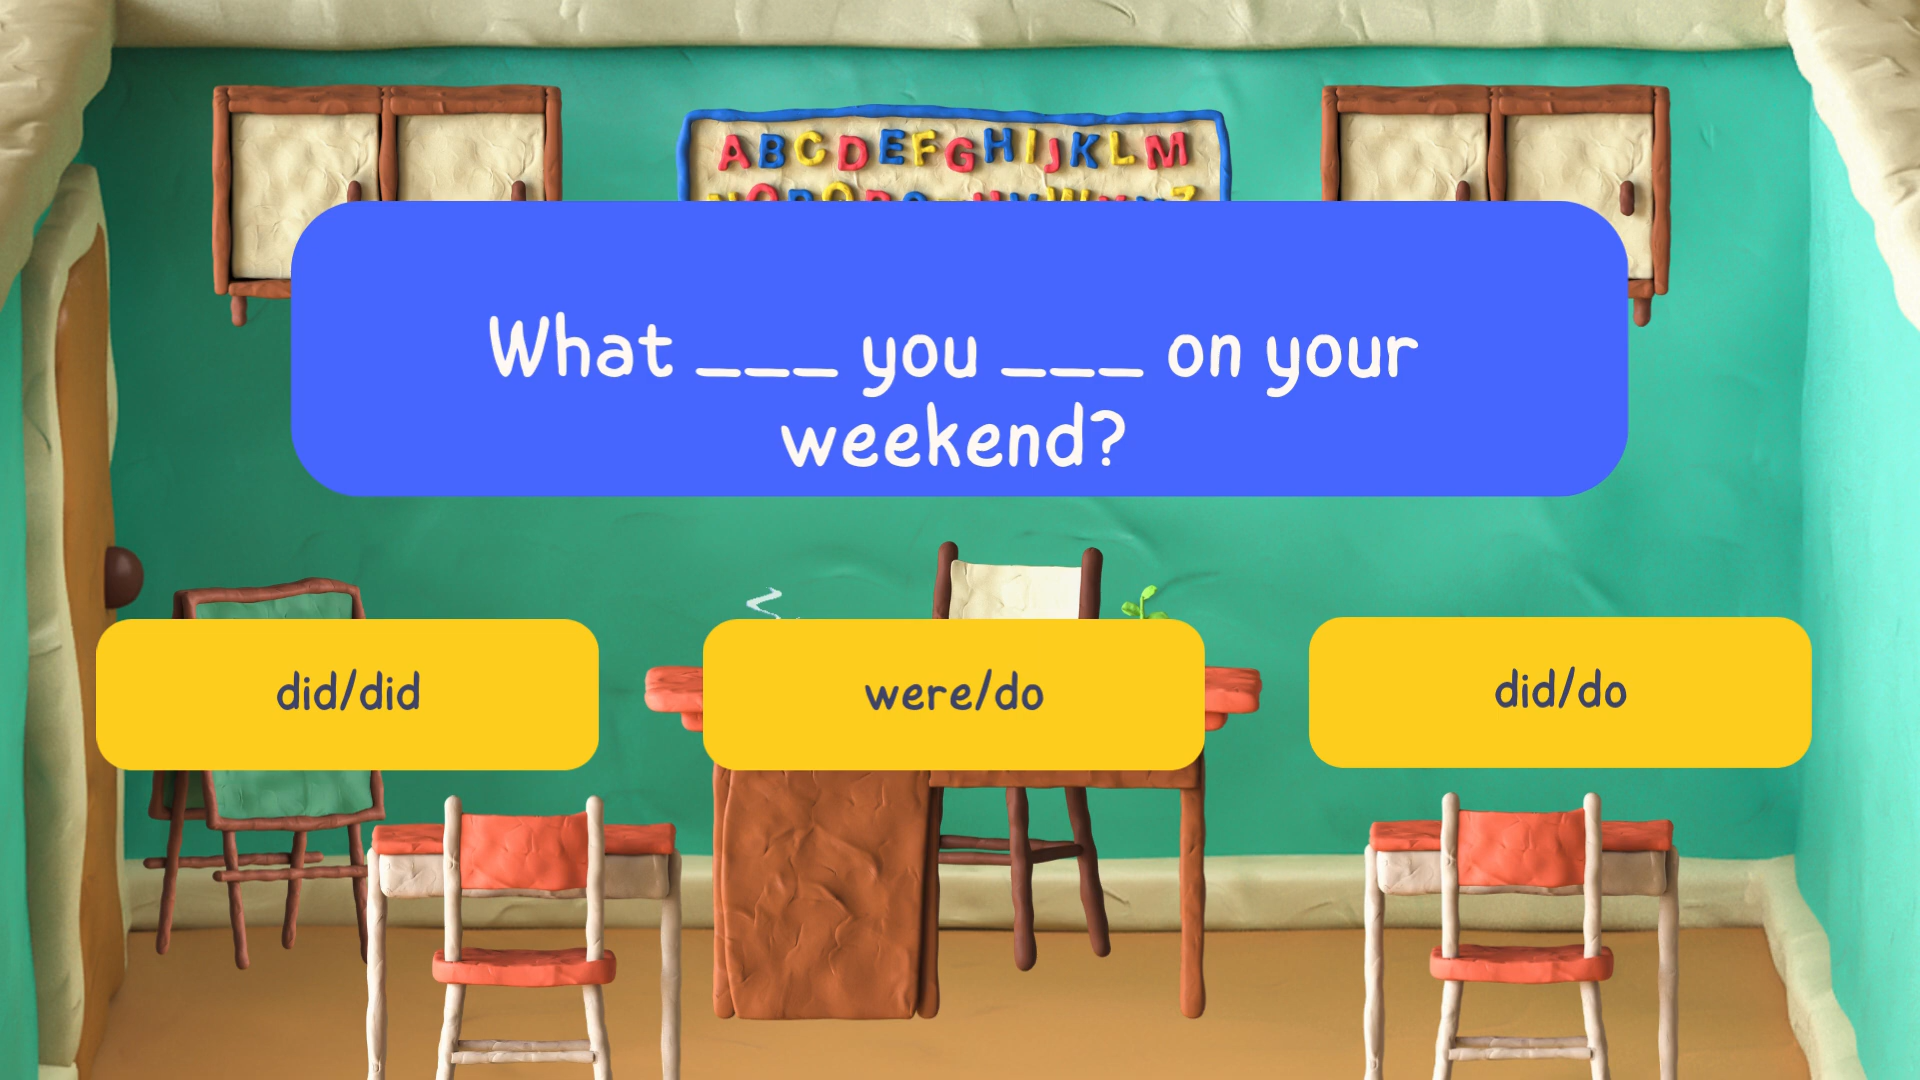 ABCDEFGHIJKLM
What ___ you ___ on your
weekend?
did/did
were/do
did/do